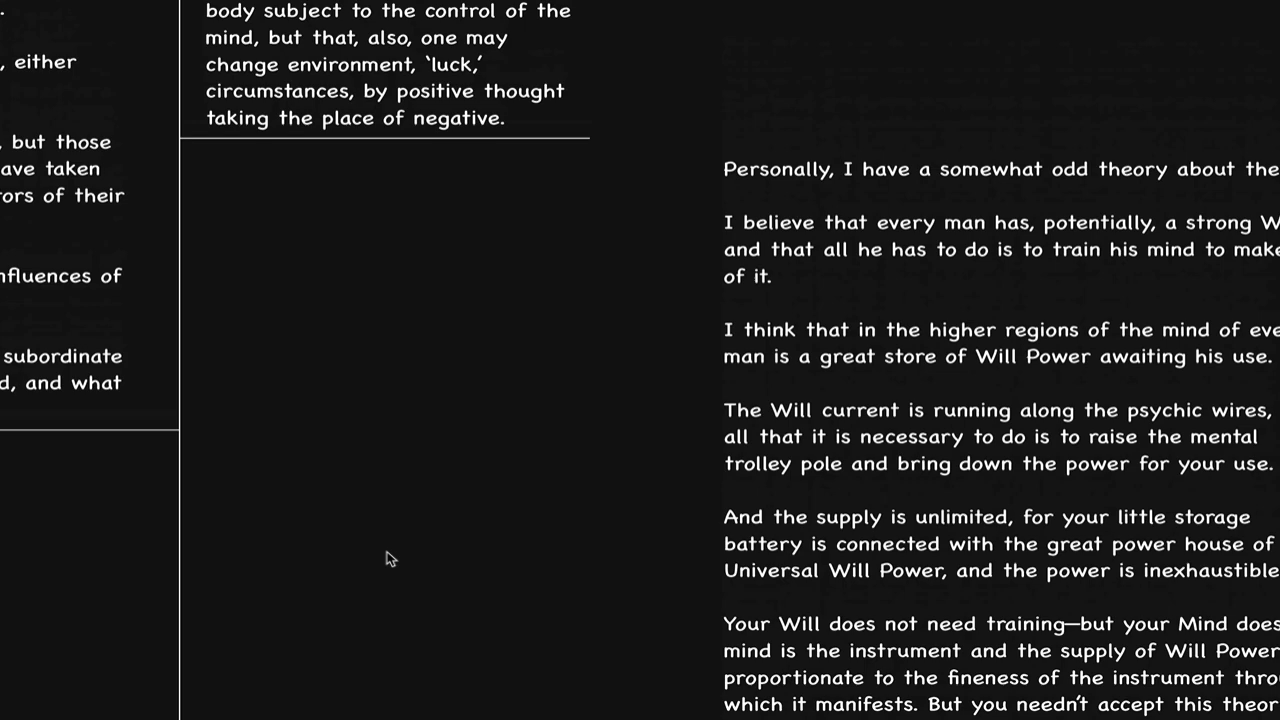 .
, either
, but those
ave taken
ors of their
nfluences of
subordinate
d, and what
body subject to the control of the
mind, but that, also, one may
change environment, ‘luck,’
circumstances, by positive thought
taking the place of negative.
Personally, I have a somewhat odd theory about the
I believe that every man has, potentially, a strong W
and that all he has to do is to train his mind to make
of it.
I think that in the higher regions of the mind of eve
man is a great store of Will Power awaiting his use.
The Will current is running along the psychic wires,
all that it is necessary to do is to raise the mental
trolley pole and bring down the power for your use.
And the supply is unlimited, for your little storage
battery is connected with the great power house of
Universal Will Power, and the power is inexhaustible
Your Will does not need training—but your Mind does
mind is the instrument and the supply of Will Power
proportionate to the fineness of the instrument thro
which it manifests. But you needn’t accept this theor